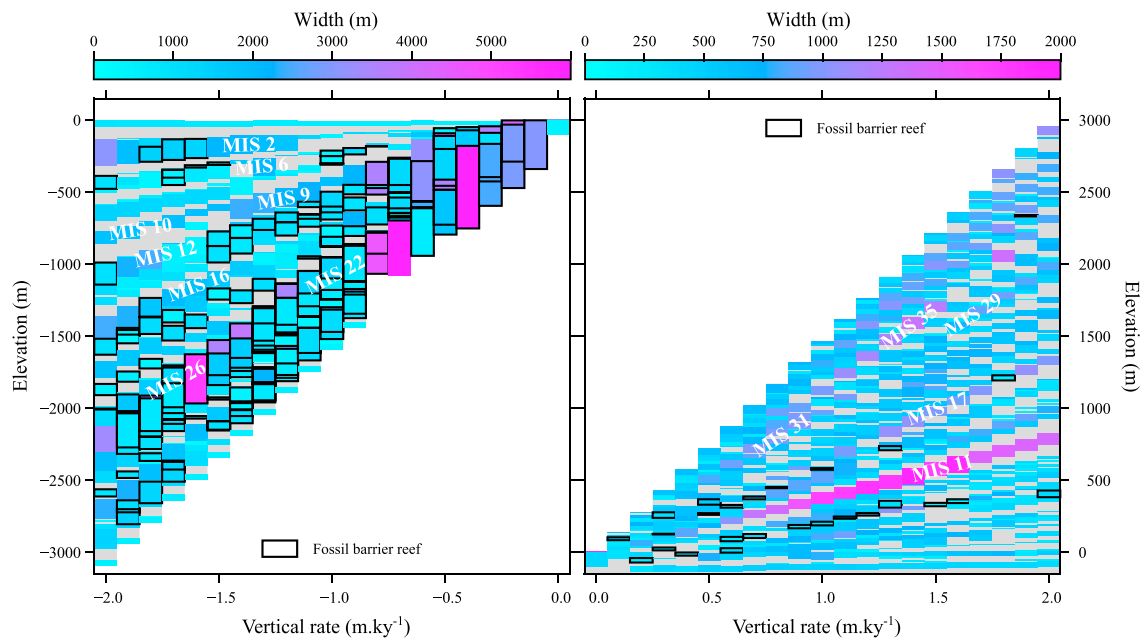 Width (m)
0 1000 2000 3000 4000 5000
Width (m)
0 250 500 750 1000 1250 1500 1750 2000
Elevation (m)
0
−500
−1000
−1500
−2000
−2500
−3000
MIS 2
MIS 6
MIS 9
MIS 10
MIS 12
MIS 16
MIS 22
MIS 26
Fossil barrier reef
−2.0 −1.5 −1.0 −0.5 0.0
Vertical rate (m.ky⁻¹)
Fossil barrier reef
MIS 35
MIS 29
MIS 31
MIS 17
MIS 11
3000
2500
2000
1500
1000
500
0
Elevation (m)
0.0 0.5 1.0 1.5 2.0
Vertical rate (m.ky⁻¹)